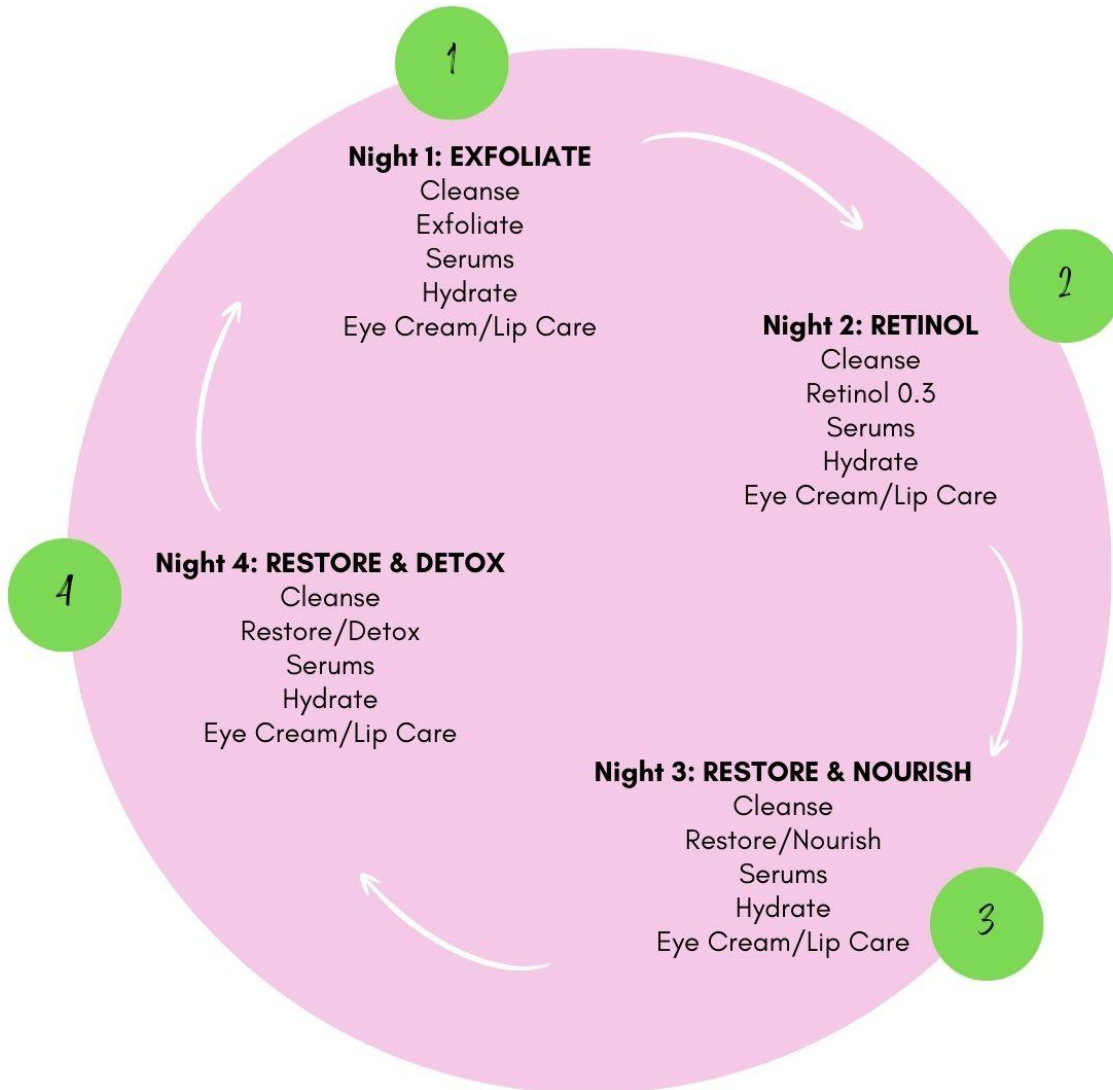 1
Night 1: EXFOLIATE
Cleanse
Exfoliate
Serums
Hydrate
Eye Cream/Lip Care
2
Night 2: RETINOL
Cleanse
Retinol 0.3
Serums
Hydrate
Eye Cream/Lip Care
3
Night 3: RESTORE & NOURISH
Cleanse
Restore/Nourish
Serums
Hydrate
Eye Cream/Lip Care
4
Night 4: RESTORE & DETOX
Cleanse
Restore/Detox
Serums
Hydrate
Eye Cream/Lip Care